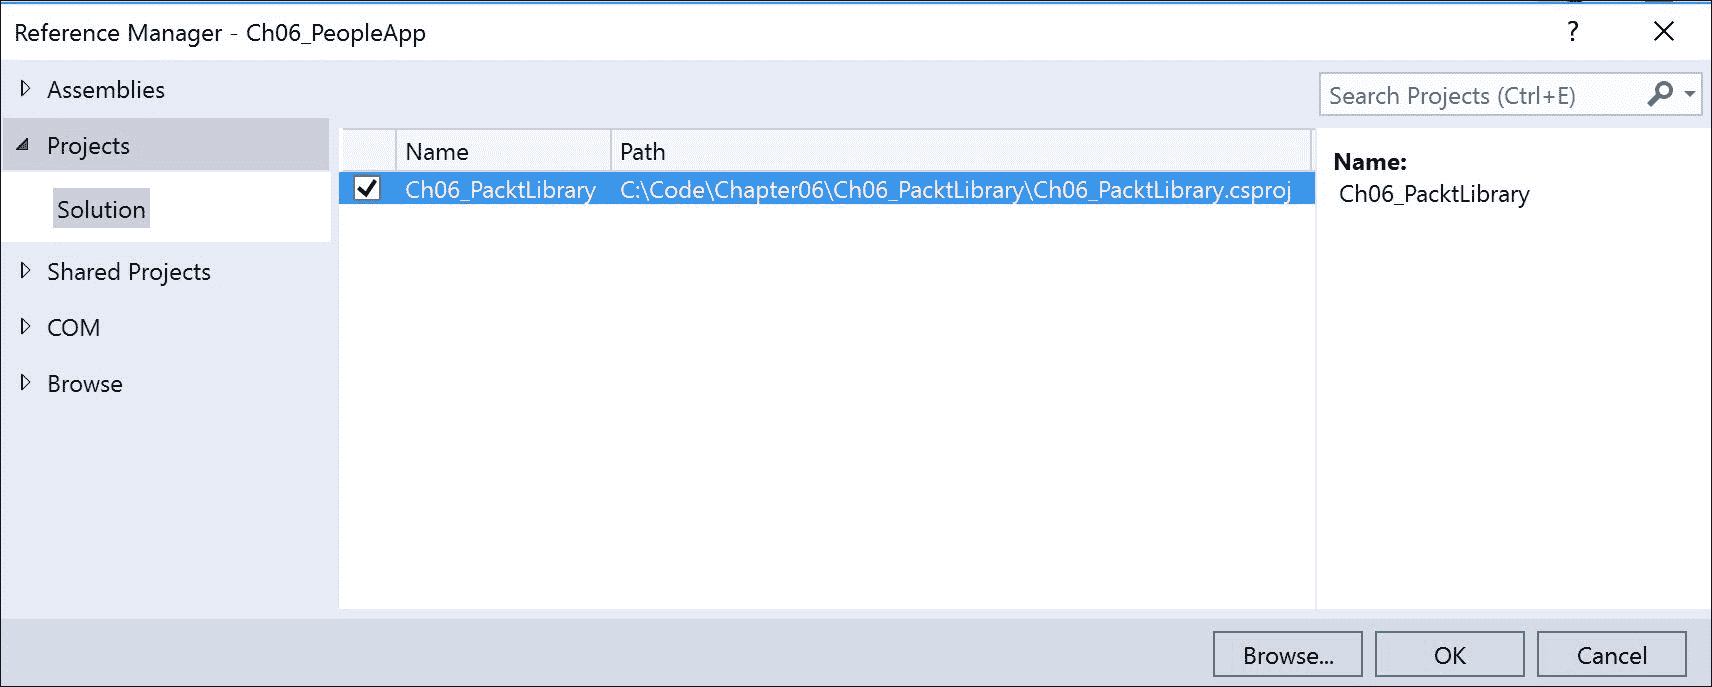 Reference Manager - Ch06_PeopleApp
?
Assemblies
Search Projects (Ctrl+E)
Projects
Solution
Shared Projects
COM
Browse
Name Path
Ch06_PacktLibrary C:\Code\Chapter06\Ch06_PacktLibrary\Ch06_PacktLibrary.csproj
Name:
Ch06_PacktLibrary
Browse... OK Cancel